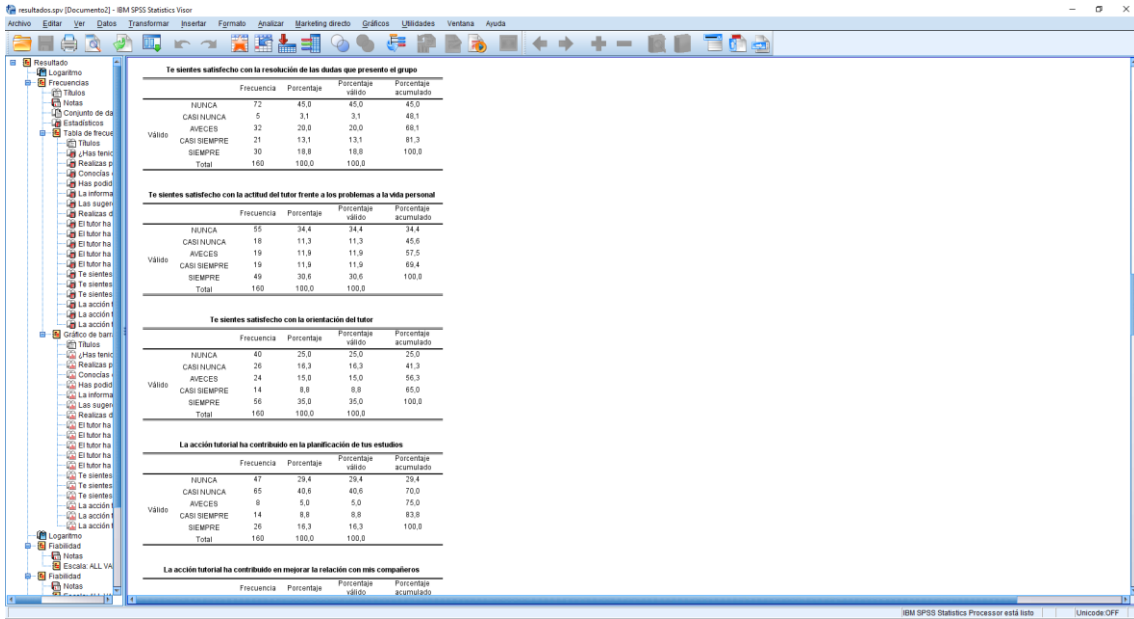 resultados.spv [Documento2] - IBM SPSS Statistics Visor
Archivo Editar Ver Datos Transformar Insertar Formato Analizar Marketing directo Gráficos Utilidades Ventana Ayuda
Resultado
Logaritmo
Frecuencias
Títulos
Notas
Conjunto de da
Estadísticos
Tabla de frecue
Títulos
¿Has tenic
Realizas p
Conocías
Has podid
La informa
Las suger
Realizas d
El tutor ha
El tutor ha
El tutor ha
El tutor ha
El tutor ha
Te sientes
Te sientes
Te sientes
La acción t
La acción t
La acción t
Gráfico de barr
Títulos
¿Has tenic
Realizas p
Conocías
Has podid
La informa
Las suger
Realizas d
El tutor ha
El tutor ha
El tutor ha
El tutor ha
El tutor ha
Te sientes
Te sientes
Te sientes
La acción t
La acción t
La acción t
Logaritmo
Fiabilidad
Notas
Escala: ALL VA
Fiabilidad
Notas
Te sientes satisfecho con la resolución de las dudas que presento el grupo
Frecuencia Porcentaje Porcentaje válido Porcentaje acumulado
Válido NUNCA 72 45,0 45,0 45,0
CASI NUNCA 5 3,1 3,1 48,1
AVECES 32 20,0 20,0 68,1
CASI SIEMPRE 21 13,1 13,1 81,3
SIEMPRE 30 18,8 18,8 100,0
Total 160 100,0 100,0
Te sientes satisfecho con la actitud del tutor frente a los problemas a la vida personal
Frecuencia Porcentaje Porcentaje válido Porcentaje acumulado
Válido NUNCA 55 34,4 34,4 34,4
CASI NUNCA 18 11,3 11,3 45,6
AVECES 19 11,9 11,9 57,5
CASI SIEMPRE 19 11,9 11,9 69,4
SIEMPRE 49 30,6 30,6 100,0
Total 160 100,0 100,0
Te sientes satisfecho con la orientación del tutor
Frecuencia Porcentaje Porcentaje válido Porcentaje acumulado
Válido NUNCA 40 25,0 25,0 25,0
CASI NUNCA 26 16,3 16,3 41,3
AVECES 24 15,0 15,0 56,3
CASI SIEMPRE 14 8,8 8,8 65,0
SIEMPRE 56 35,0 35,0 100,0
Total 160 100,0 100,0
La acción tutorial ha contribuido en la planificación de tus estudios
Frecuencia Porcentaje Porcentaje válido Porcentaje acumulado
Válido NUNCA 47 29,4 29,4 29,4
CASI NUNCA 65 40,6 40,6 70,0
AVECES 8 5,0 5,0 75,0
CASI SIEMPRE 14 8,8 8,8 83,8
SIEMPRE 26 16,3 16,3 100,0
Total 160 100,0 100,0
La acción tutorial ha contribuido en mejorar la relación con mis compañeros
Frecuencia Porcentaje Porcentaje válido Porcentaje acumulado
IBM SPSS Statistics Processor está listo Unicode:OFF